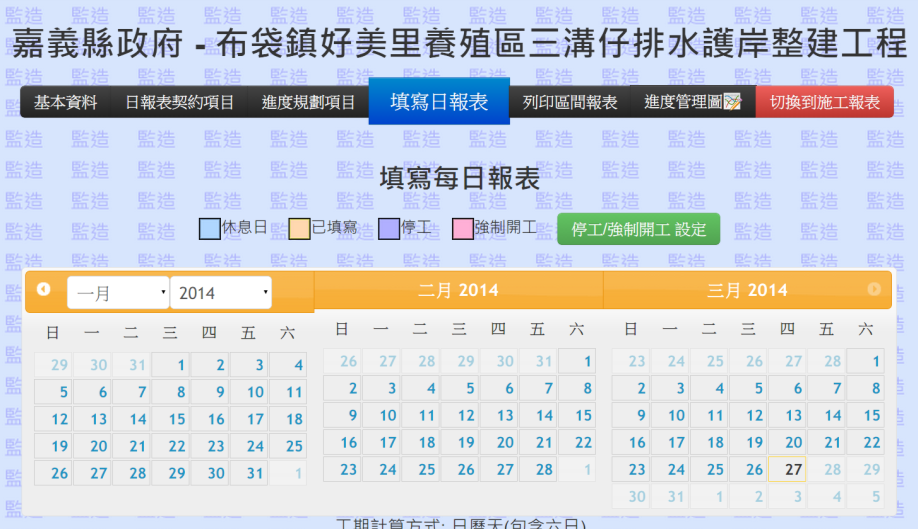 嘉義縣政府 - 布袋鎮好美里養殖區三溝仔排水護岸整建工程
基本資料 日報表契約項目 進度規劃項目 填寫日報表 列印區間報表 進度管理圖 切換到施工報表
填寫每日報表
休息日 已填寫 停工 強制開工 停工/強制開工 設定
一月 2014
日 一 二 三 四 五 六
29 30 31 1 2 3 4
5 6 7 8 9 10 11
12 13 14 15 16 17 18
19 20 21 22 23 24 25
26 27 28 29 30 31 1
二月 2014
日 一 二 三 四 五 六
26 27 28 29 30 31 1
2 3 4 5 6 7 8
9 10 11 12 13 14 15
16 17 18 19 20 21 22
23 24 25 26 27 28 1
三月 2014
日 一 二 三 四 五 六
23 24 25 26 27 28 1
2 3 4 5 6 7 8
9 10 11 12 13 14 15
16 17 18 19 20 21 22
23 24 25 26 27 28 29
30 31 1 2 3 4 5
工期計算方式: 日曆天(包含六日)
監造